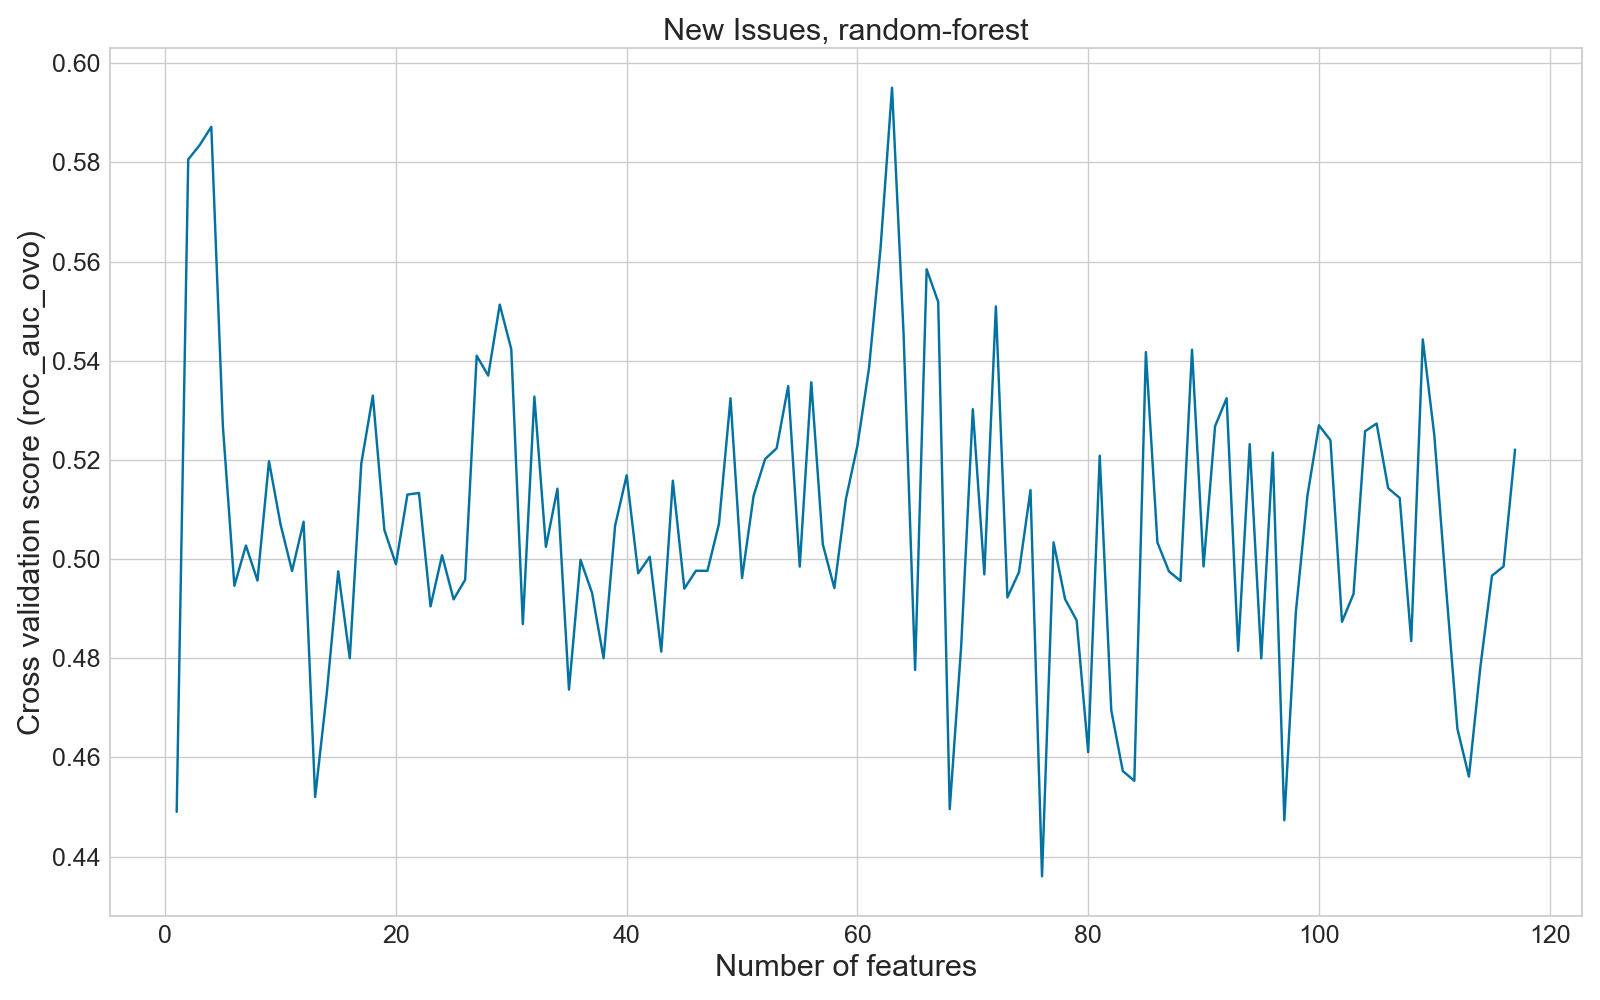 New Issues, random-forest
Cross validation score (roc_auc_ovo)
0.60
0.58
0.56
0.54
0.52
0.50
0.48
0.46
0.44
0 20 40 60 80 100 120
Number of features